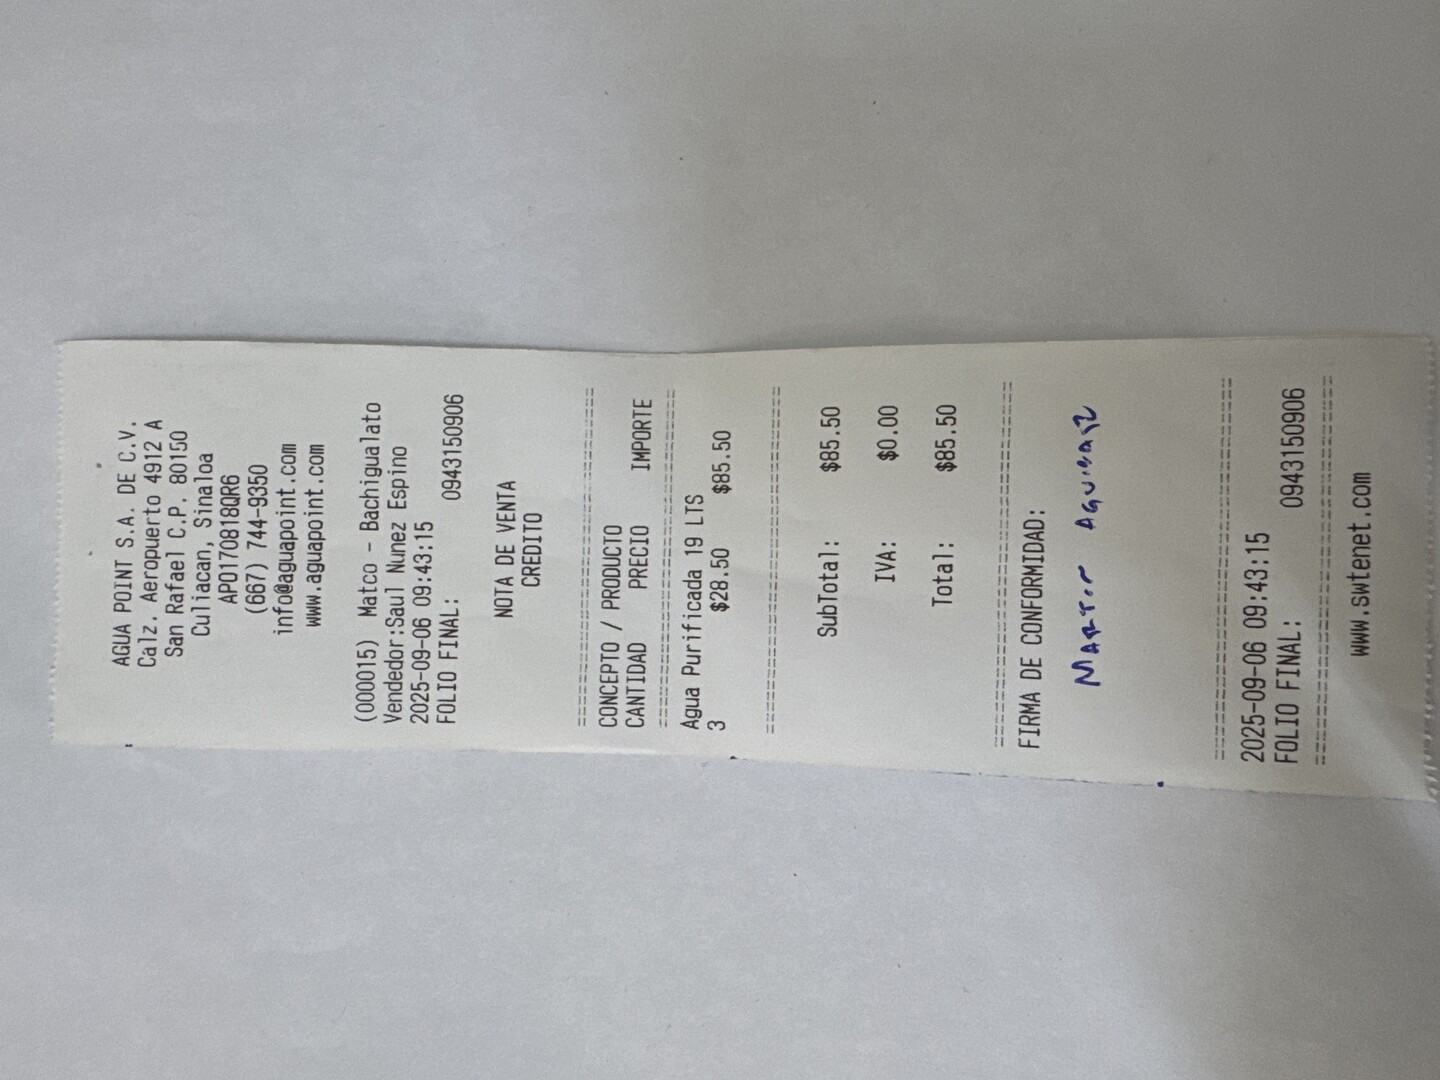 AGUA POINT S.A. DE C.V.
Calz. Aeropuerto 4912 A
San Rafael C.P. 80150
Culiacan, Sinaloa
APO170818QR6
(667) 744-9350
info@aguapoint.com
www.aguapoint.com
(000015) Matco - Bachigualato
Vendedor:Saul Nunez Espino
2025-09-06 09:43:15
FOLIO FINAL: 0943150906
NOTA DE VENTA
CREDITO
CONCEPTO / PRODUCTO
CANTIDAD PRECIO IMPORTE
Agua Purificada 19 LTS
3 $28.50 $85.50
SubTotal: $85.50
IVA: $0.00
Total: $85.50
FIRMA DE CONFORMIDAD:
MARTIN
2025-09-06 09:43:15
FOLIO FINAL: 0943150906
www.swtenet.com